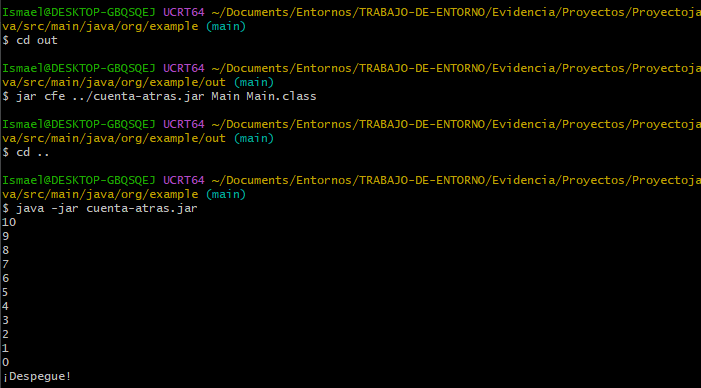 Ismael@DESKTOP-GBQSQEJ UCRT64 ~/Documents/Entornos/TRABAJO-DE-ENTORNO/Evidencia/Proyectos/Proyectoja
va/src/main/java/org/example (main)
$ cd out
Ismael@DESKTOP-GBQSQEJ UCRT64 ~/Documents/Entornos/TRABAJO-DE-ENTORNO/Evidencia/Proyectos/Proyectoja
va/src/main/java/org/example/out (main)
$ jar cfe ../cuenta-atras.jar Main Main.class
Ismael@DESKTOP-GBQSQEJ UCRT64 ~/Documents/Entornos/TRABAJO-DE-ENTORNO/Evidencia/Proyectos/Proyectoja
va/src/main/java/org/example/out (main)
$ cd ..
Ismael@DESKTOP-GBQSQEJ UCRT64 ~/Documents/Entornos/TRABAJO-DE-ENTORNO/Evidencia/Proyectos/Proyectoja
va/src/main/java/org/example (main)
$ java -jar cuenta-atras.jar
10
9
8
7
6
5
4
3
2
1
0
¡Despegue!